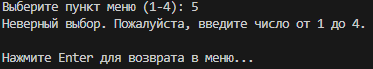 Выберите пункт меню (1-4): 5
Неверный выбор. Пожалуйста, введите число от 1 до 4.
Нажмите Enter для возврата в меню...